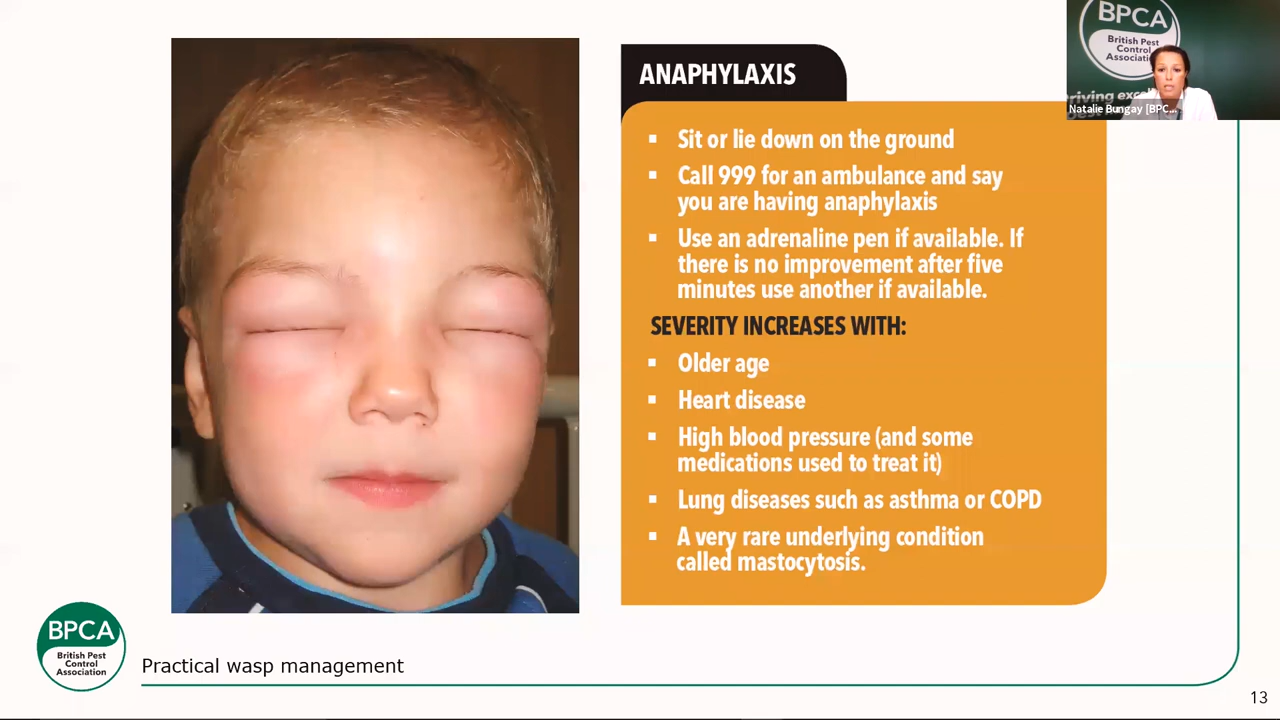 ANAPHYLAXIS
▪ Sit or lie down on the ground
▪ Call 999 for an ambulance and say
you are having anaphylaxis
▪ Use an adrenaline pen if available. If
there is no improvement after five
minutes use another if available.
SEVERITY INCREASES WITH:
▪ Older age
▪ Heart disease
▪ High blood pressure (and some
medications used to treat it)
▪ Lung diseases such as asthma or COPD
▪ A very rare underlying condition
called mastocytosis.
BPCA
British Pest
Control
Natalie Bungay [BPC...
BPCA
British Pest
Control
Association
Practical wasp management
13